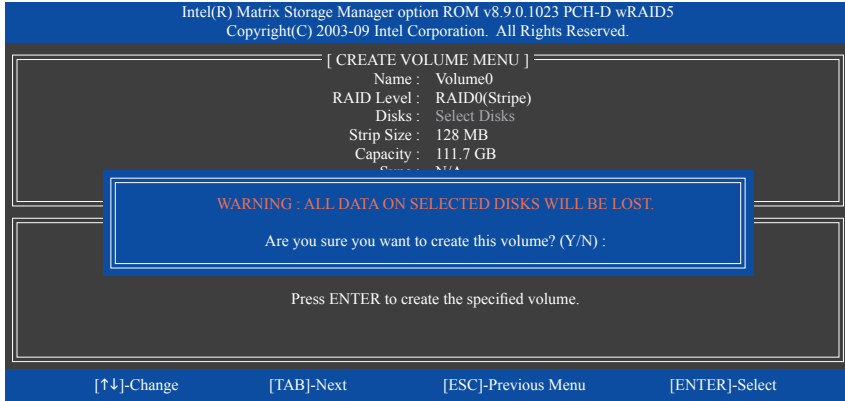 Intel(R) Matrix Storage Manager option ROM v8.9.0.1023 PCH-D wRAID5
Copyright(C) 2003-09 Intel Corporation. All Rights Reserved.
[ CREATE VOLUME MENU ]
Name : Volume0
RAID Level : RAID0(Stripe)
Disks : Select Disks
Strip Size : 128 MB
Capacity : 111.7 GB
Sync : N/A
WARNING : ALL DATA ON SELECTED DISKS WILL BE LOST.
Are you sure you want to create this volume? (Y/N) :
Press ENTER to create the specified volume.
[↑↓]-Change [TAB]-Next [ESC]-Previous Menu [ENTER]-Select